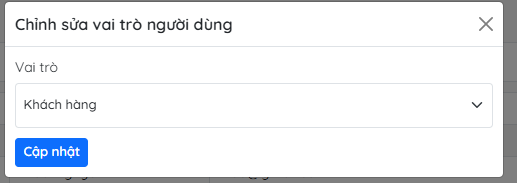 Chỉnh sửa vai trò người dùng
Vai trò
Khách hàng
Cập nhật